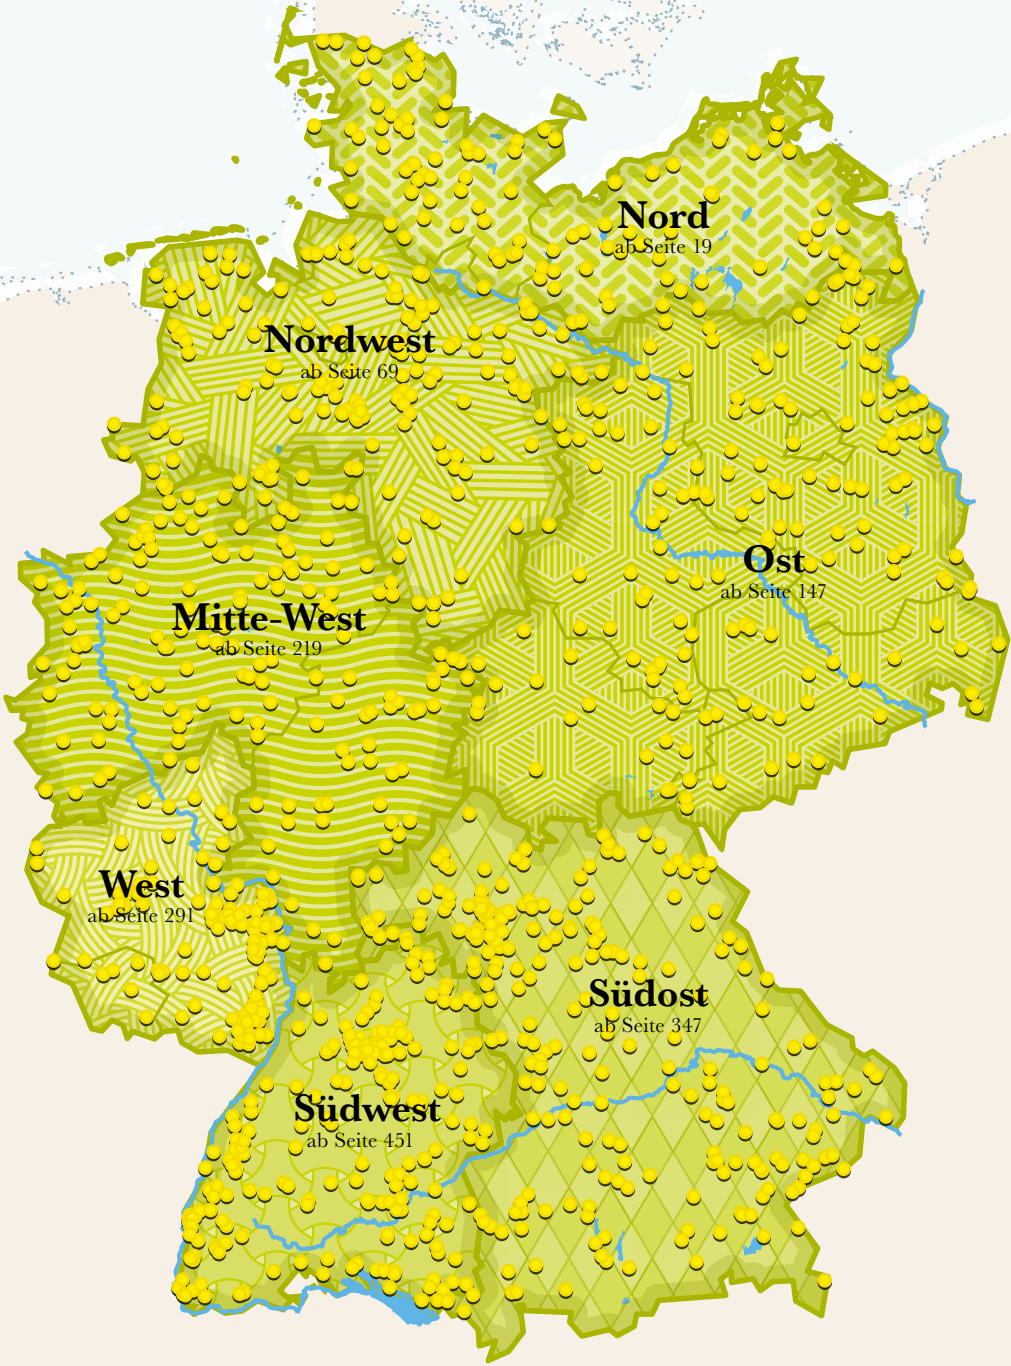 Nord
ab Seite 19
Nordwest
ab Seite 69
Ost
ab Seite 147
Mitte-West
ab Seite 219
West
ab Seite 291
Südost
ab Seite 347
Südwest
ab Seite 451